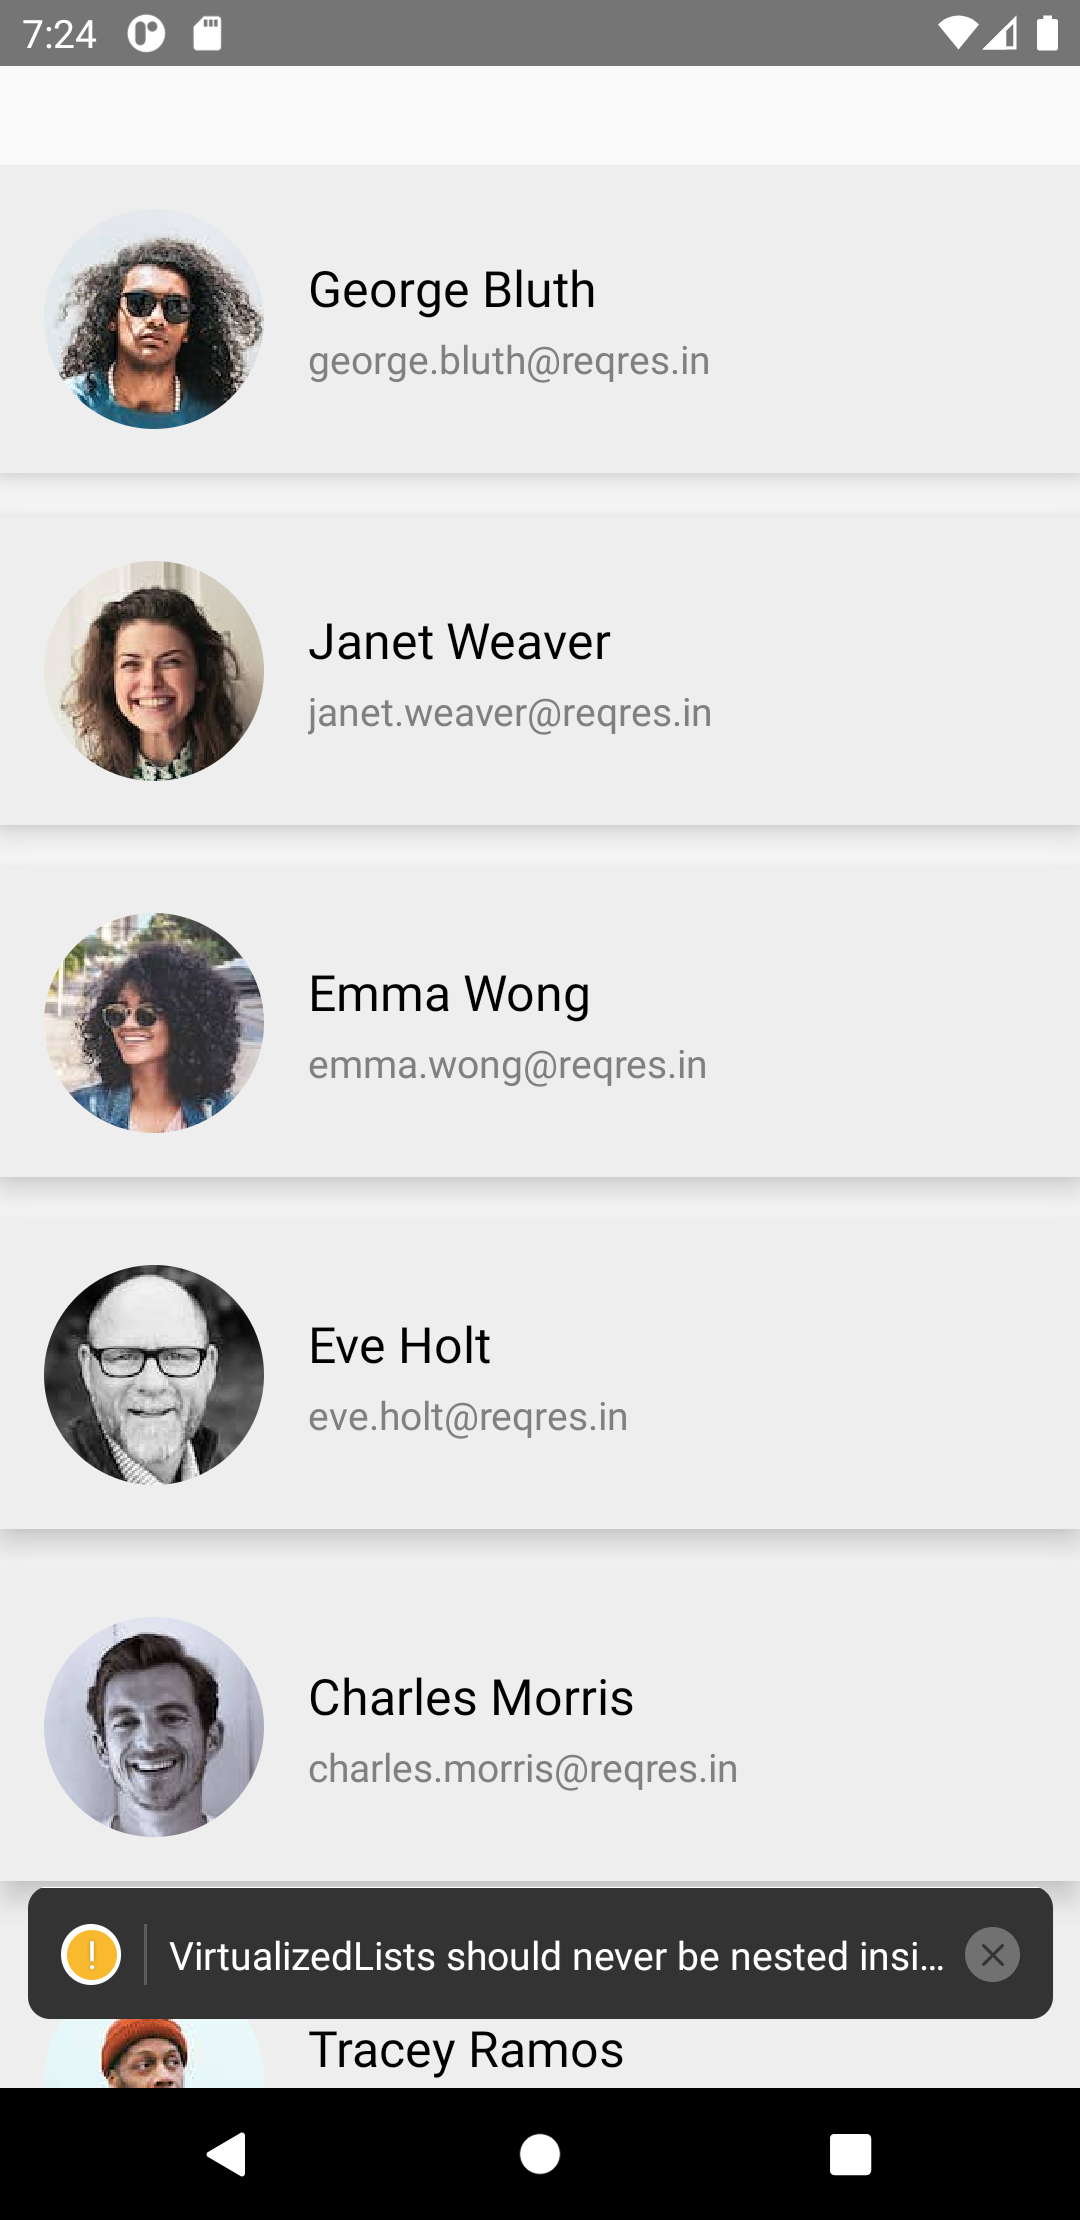 7:24
George Bluth
george.bluth@reqres.in
Janet Weaver
janet.weaver@reqres.in
Emma Wong
emma.wong@reqres.in
Eve Holt
eve.holt@reqres.in
Charles Morris
charles.morris@reqres.in
! VirtualizedLists should never be nested insi...
Tracey Ramos